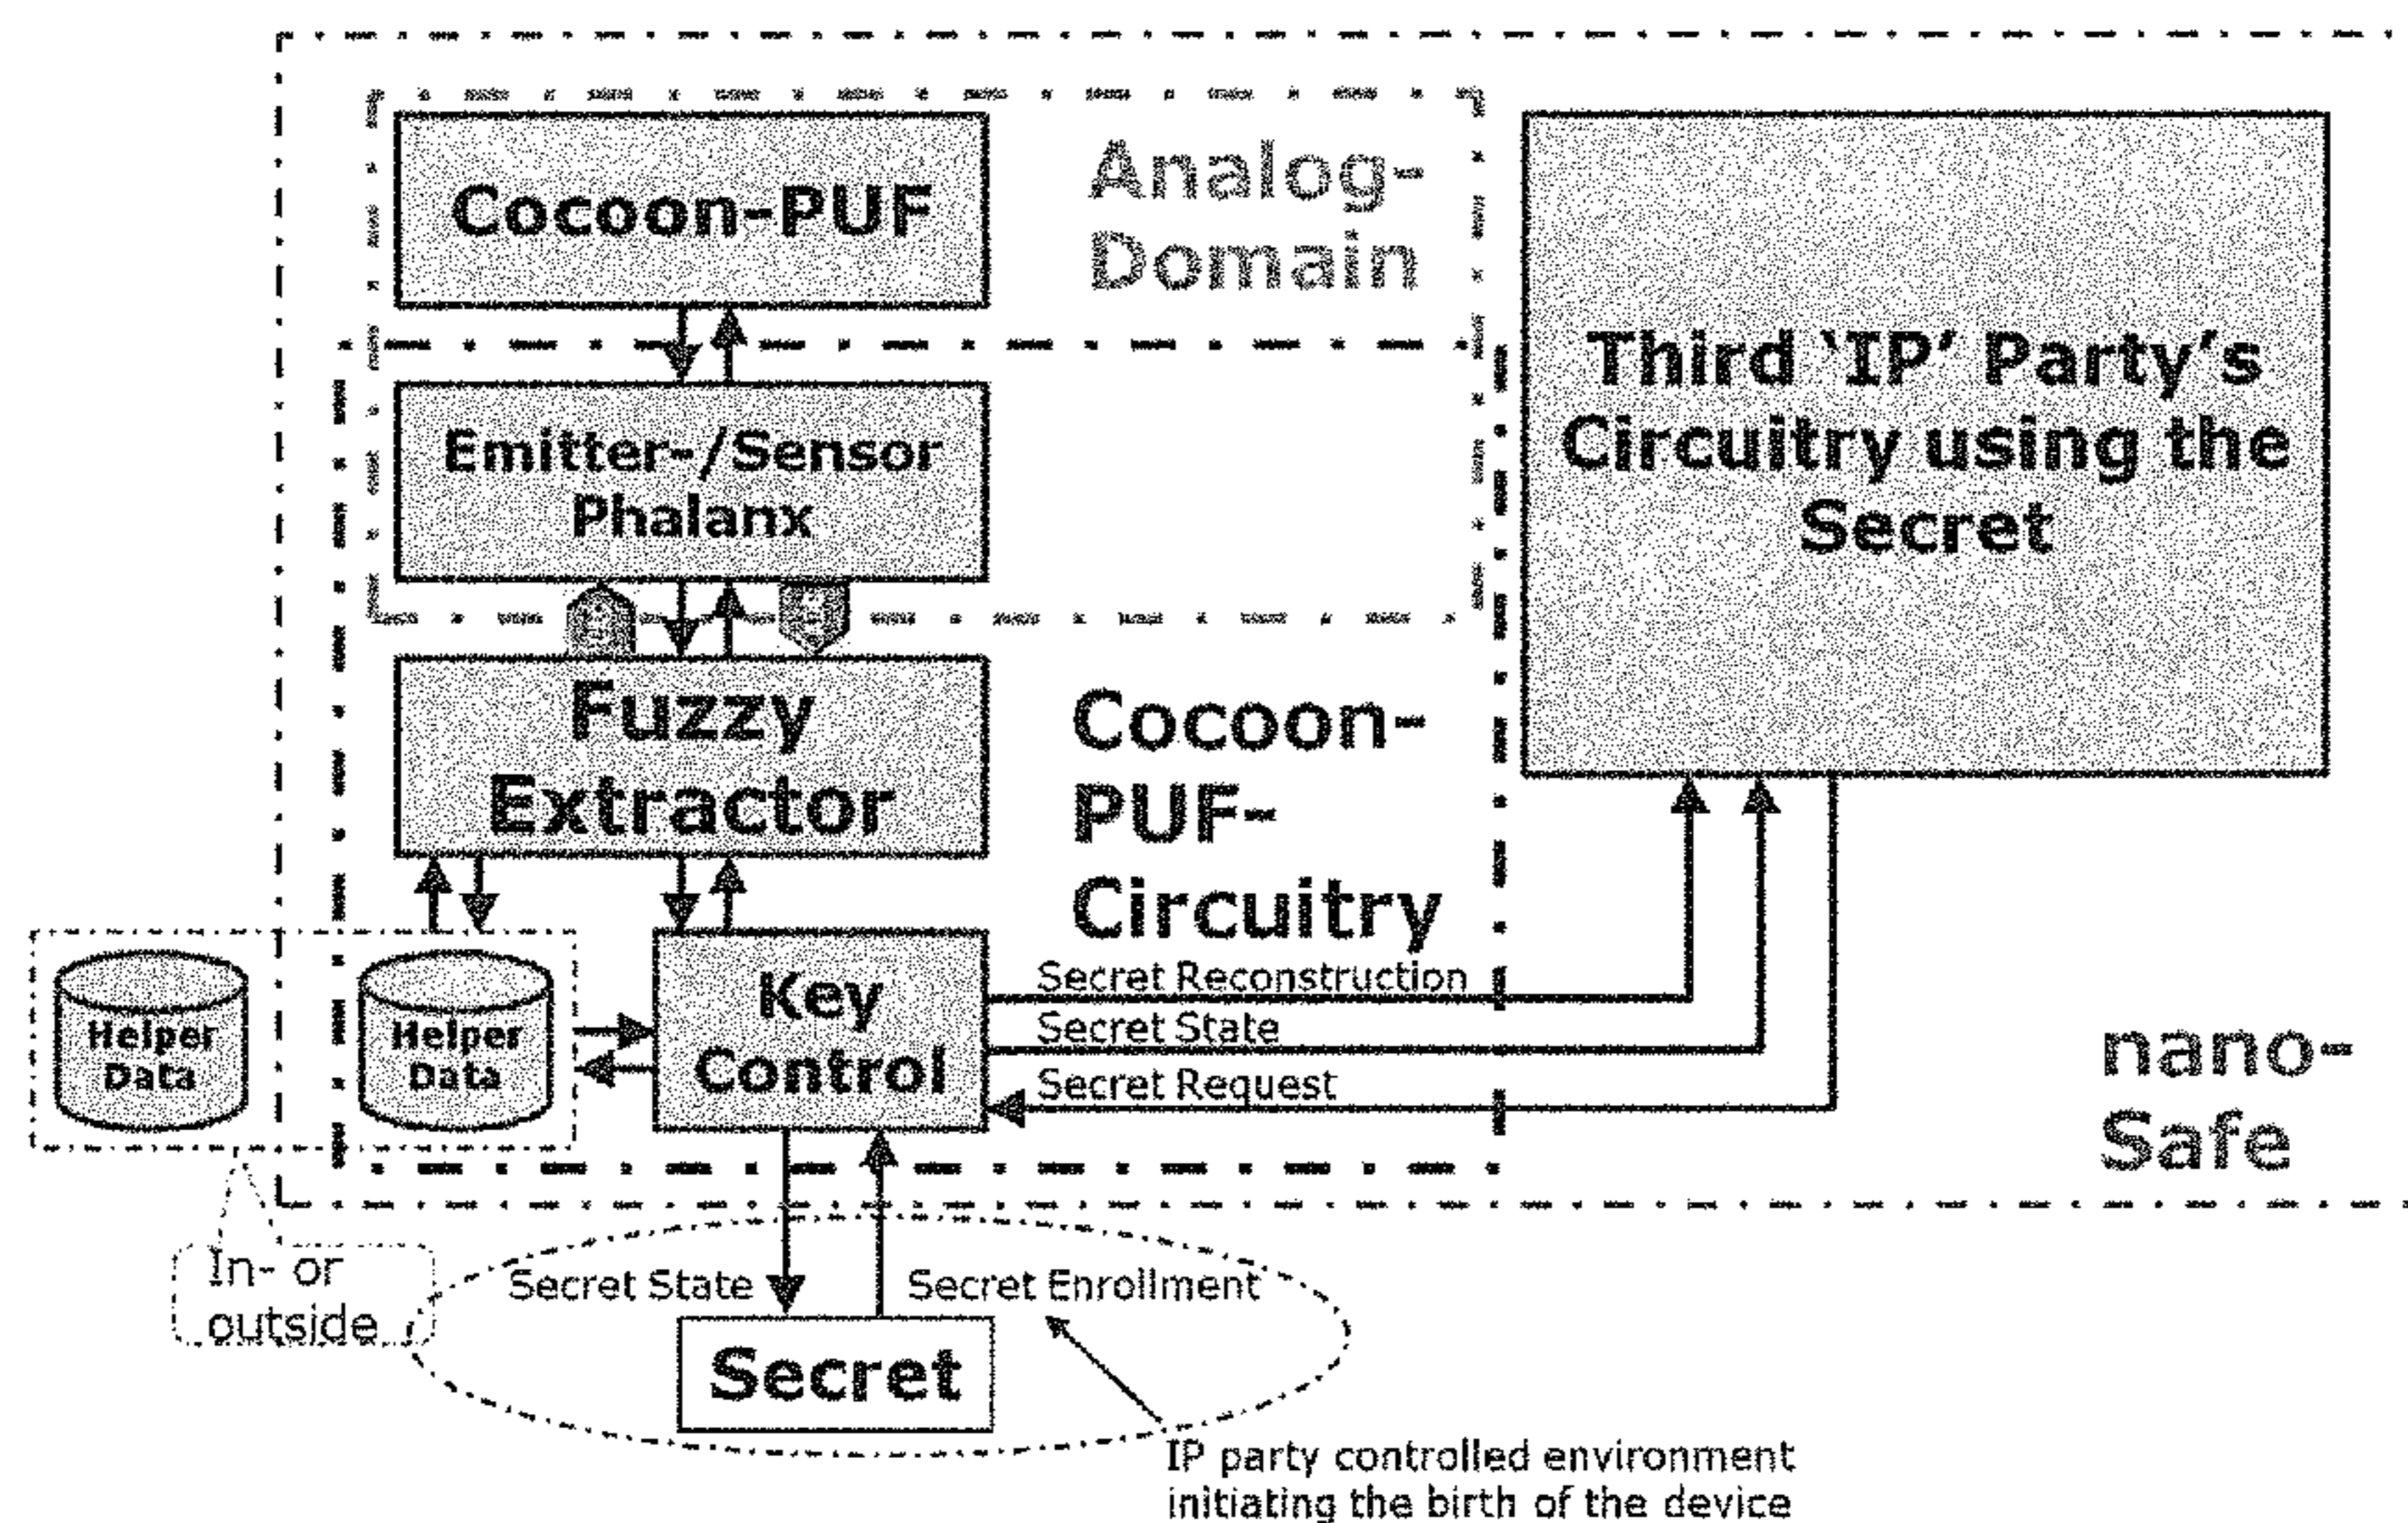 Cocoon-PUF
Analog-
Domain
Emitter-/Sensor
Phalanx
Third ‘IP’ Party’s
Circuitry using the
Secret
Fuzzy
Extractor
Cocoon-
PUF-
Circuitry
Helper
Data
Helper
Data
Key
Control
Secret Reconstruction
Secret State
Secret Request
nano-
Safe
In- or
outside
Secret State
Secret Enrollment
Secret
IP party controlled environment
initiating the birth of the device